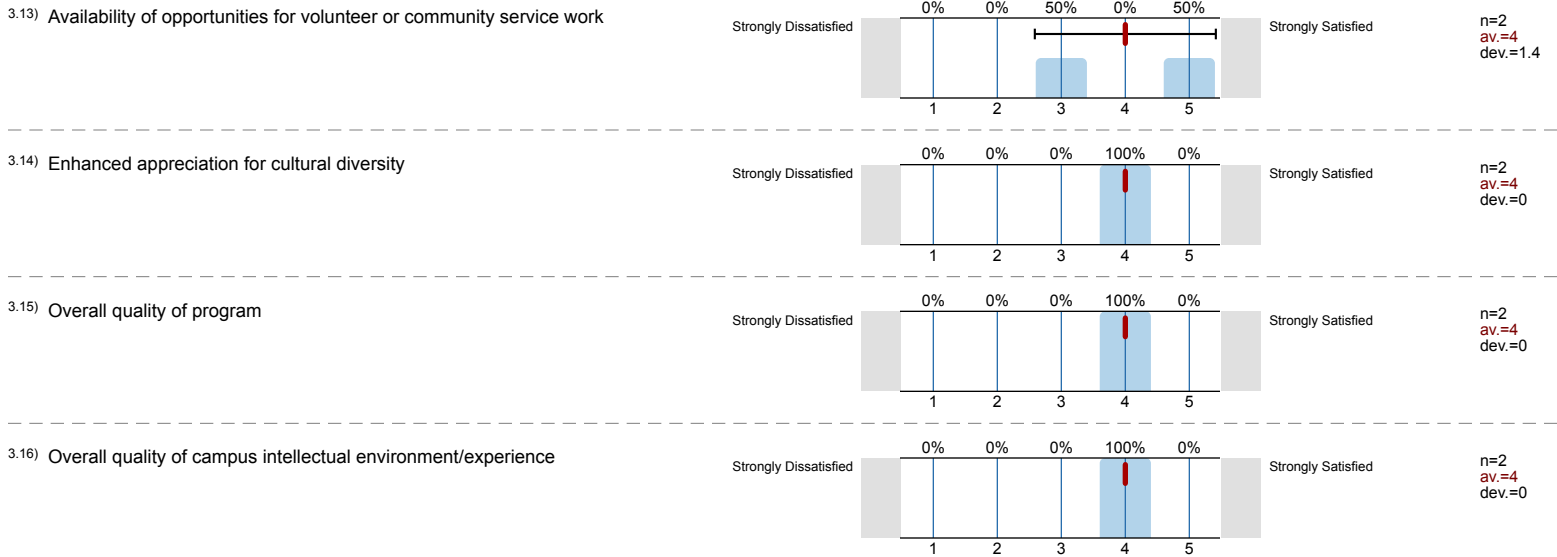 3.13) Availability of opportunities for volunteer or community service work
0% 0% 50% 0% 50%
Strongly Dissatisfied
Strongly Satisfied
n=2
av.=4
dev.=1.4
1 2 3 4 5
3.14) Enhanced appreciation for cultural diversity
0% 0% 0% 100% 0%
Strongly Dissatisfied
Strongly Satisfied
n=2
av.=4
dev.=0
1 2 3 4 5
3.15) Overall quality of program
0% 0% 0% 100% 0%
Strongly Dissatisfied
Strongly Satisfied
n=2
av.=4
dev.=0
1 2 3 4 5
3.16) Overall quality of campus intellectual environment/experience
0% 0% 0% 100% 0%
Strongly Dissatisfied
Strongly Satisfied
n=2
av.=4
dev.=0
1 2 3 4 5